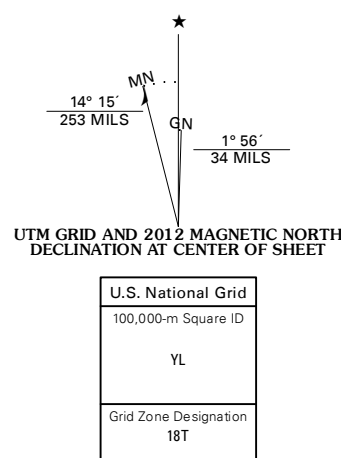 ★
MN
GN
14° 15´
253 MILS
1° 56´
34 MILS
UTM GRID AND 2012 MAGNETIC NORTH
DECLINATION AT CENTER OF SHEET
U.S. National Grid
100,000-m Square ID
YL
Grid Zone Designation
18T